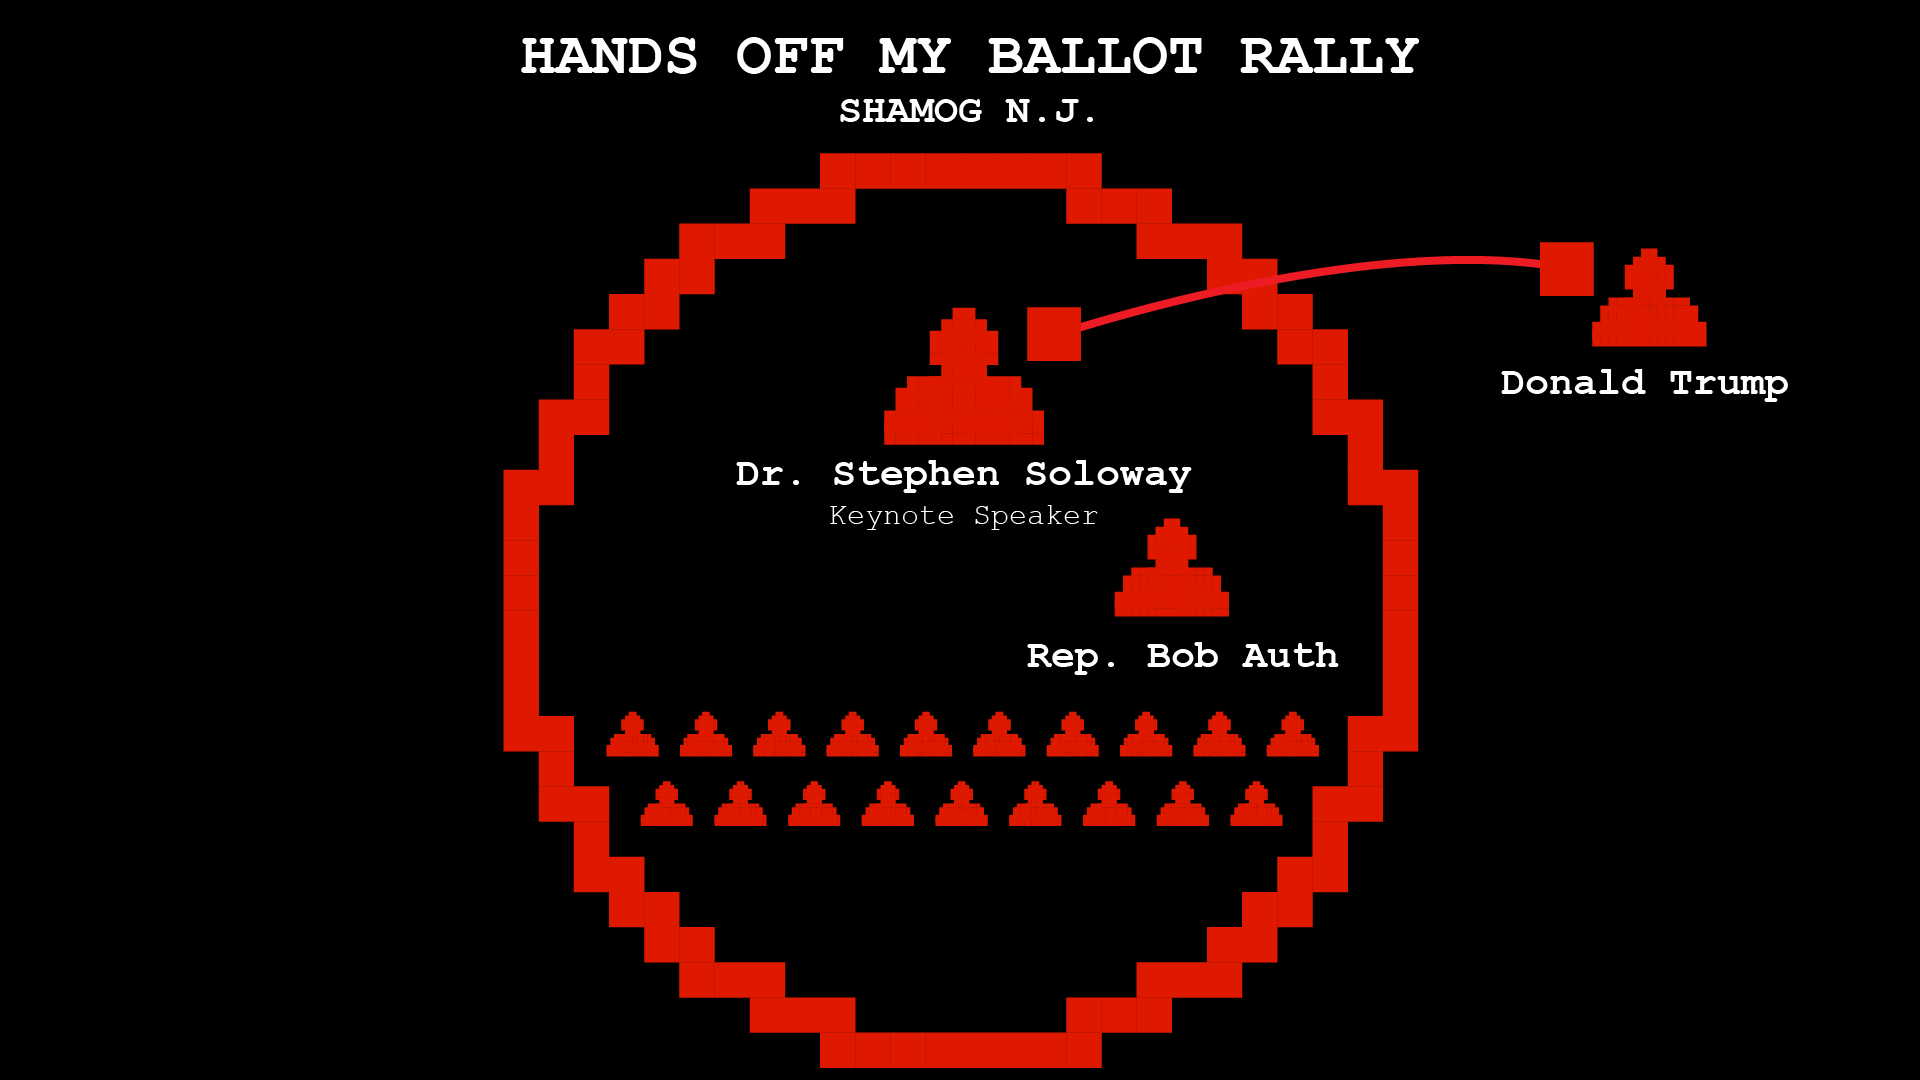 HANDS OFF MY BALLOT RALLY
SHAMOG N.J.
Donald Trump
Dr. Stephen Soloway
Keynote Speaker
Rep. Bob Auth